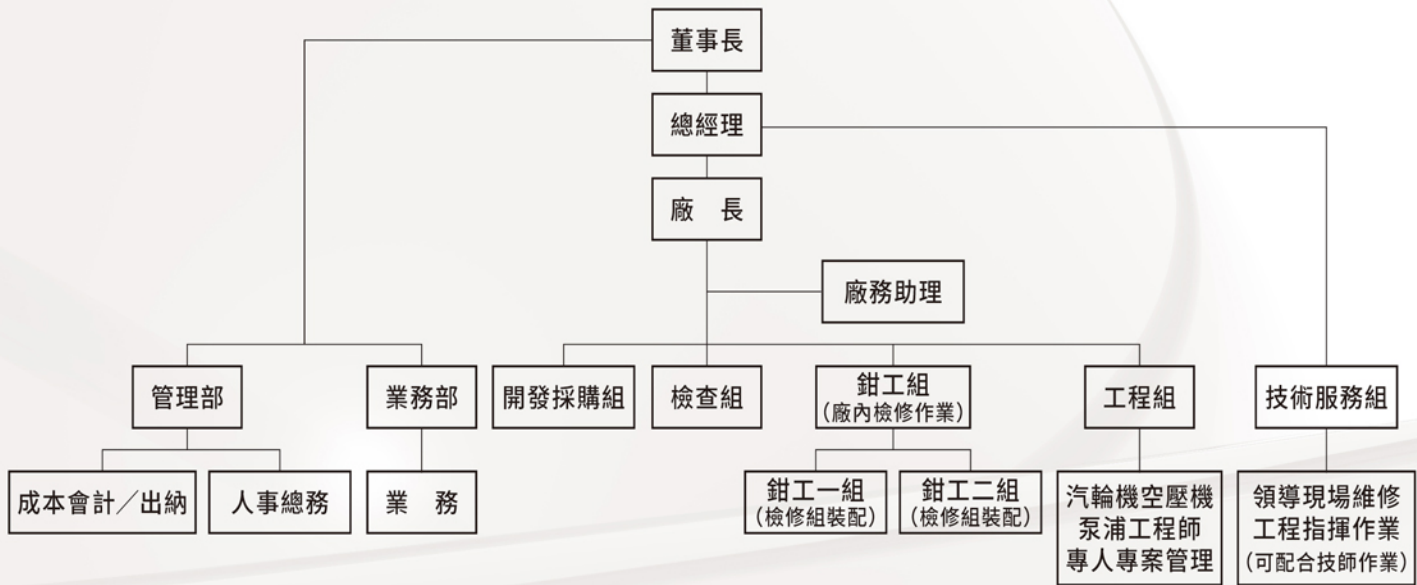 董事長
總經理
廠　長
廠務助理
管理部
業務部
開發採購組
檢查組
鉗工組
（廠內檢修作業）
工程組
技術服務組
成本會計／出納
人事總務
業　務
鉗工一組
（檢修組裝配）
鉗工二組
（檢修組裝配）
汽輪機空壓機
泵浦工程師
專人專案管理
領導現場維修
工程指揮作業
（可配合技師作業）